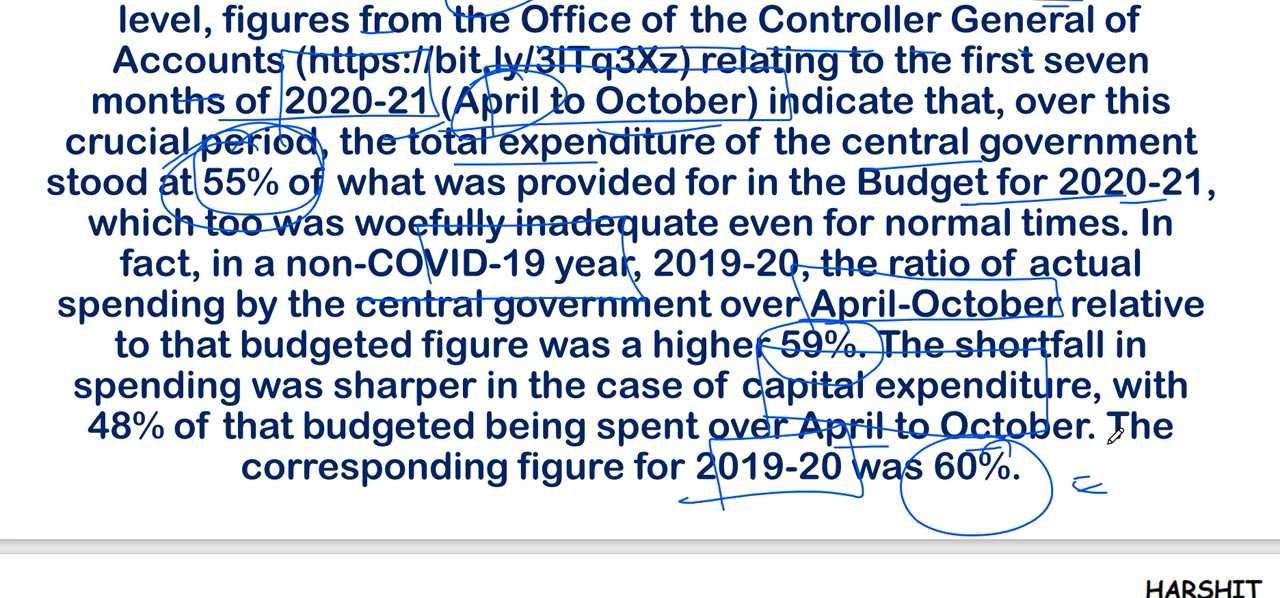 level, figures from the Office of the Controller General of
Accounts (https://bit.ly/3lTq3Xz) relating to the first seven
months of 2020-21 (April to October) indicate that, over this
crucial period, the total expenditure of the central government
stood at 55% of what was provided for in the Budget for 2020-21,
which too was woefully inadequate even for normal times. In
fact, in a non-COVID-19 year, 2019-20, the ratio of actual
spending by the central government over April-October relative
to that budgeted figure was a higher 59%. The shortfall in
spending was sharper in the case of capital expenditure, with
48% of that budgeted being spent over April to October. The
corresponding figure for 2019-20 was 60%.
HARSHIT